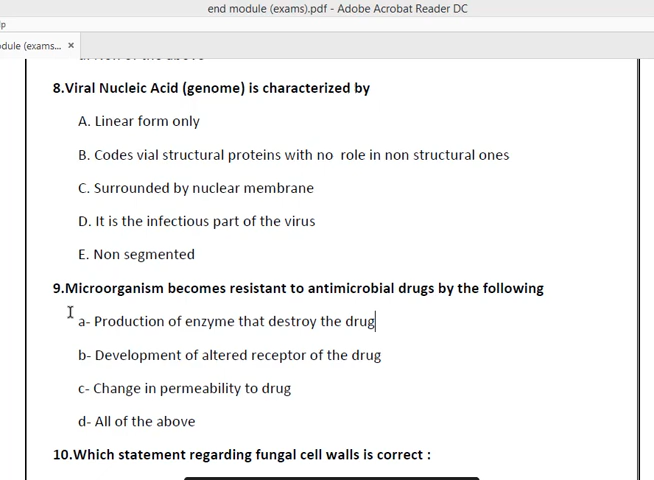 end module (exams).pdf - Adobe Acrobat Reader DC
lp
odule (exams... ×
8.Viral Nucleic Acid (genome) is characterized by
A. Linear form only
B. Codes vial structural proteins with no role in non structural ones
C. Surrounded by nuclear membrane
D. It is the infectious part of the virus
E. Non segmented
9.Microorganism becomes resistant to antimicrobial drugs by the following
a- Production of enzyme that destroy the drug
b- Development of altered receptor of the drug
c- Change in permeability to drug
d- All of the above
10.Which statement regarding fungal cell walls is correct :